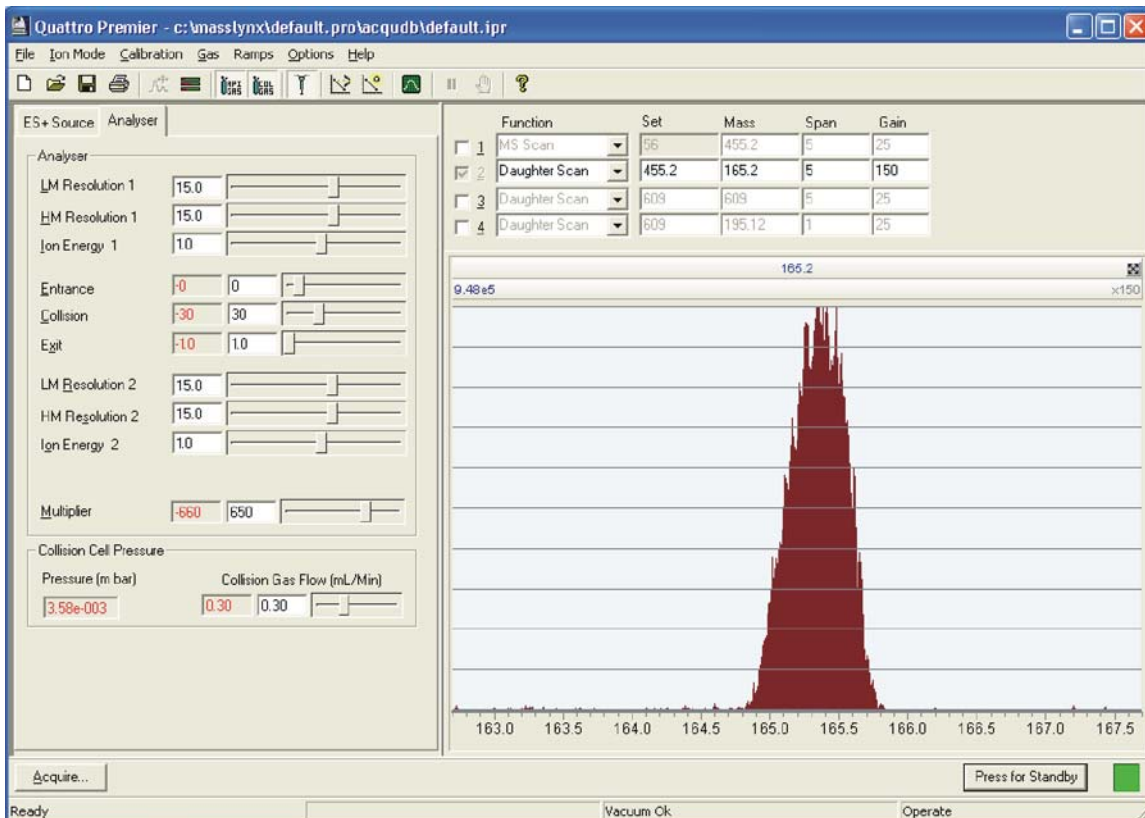 Quattro Premier - c:\masslynx\default.pro\acqudb\default.ipr
File Ion Mode Calibration Gas Ramps Options Help
ES+ Source Analyser
Analyser
LM Resolution 1 15.0
HM Resolution 1 15.0
Ion Energy 1 1.0
Entrance -0 0
Collision -30 30
Exit -1.0 1.0
LM Resolution 2 15.0
HM Resolution 2 15.0
Ion Energy 2 1.0
Multiplier -660 650
Collision Cell Pressure
Pressure (m bar) Collision Gas Flow (mL/Min)
3.58e-003 0.30 0.30
Function Set Mass Span Gain
1 MS Scan 56 455.2 5 25
2 Daughter Scan 455.2 165.2 5 150
3 Daughter Scan 609 609 5 25
4 Daughter Scan 609 195.12 1 25
165.2
9.48e5 x150
163.0 163.5 164.0 164.5 165.0 165.5 166.0 166.5 167.0 167.5
Acquire... Press for Standby
Ready Vacuum Ok Operate